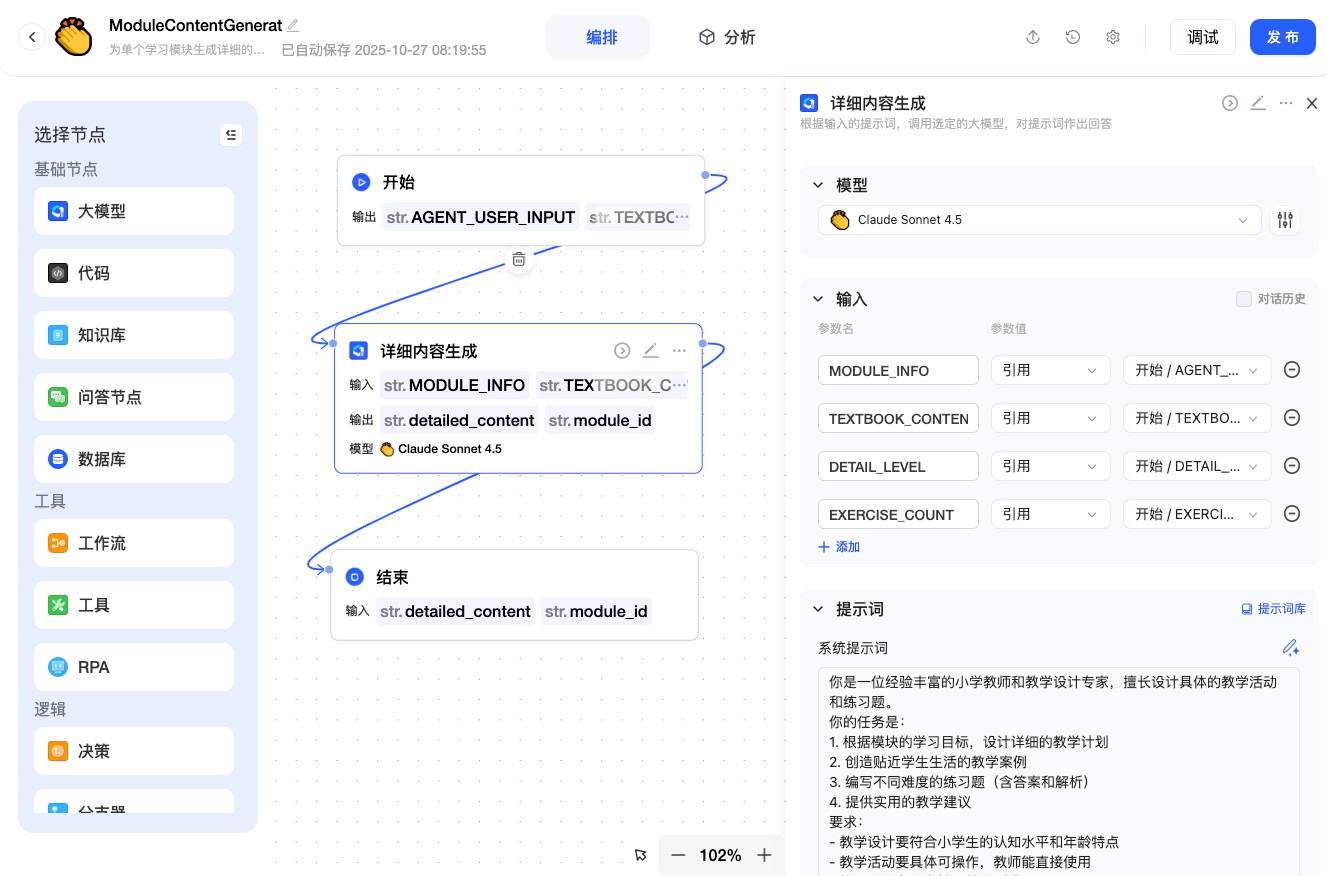 ModuleContentGenerat
为单个学习模块生成详细的...
已自动保存 2025-10-27 08:19:55
编排
分析
调试
发布
选择节点
基础节点
大模型
代码
知识库
问答节点
数据库
工具
工作流
工具
RPA
逻辑
决策
分支器
开始
输出 str.AGENT_USER_INPUT str.TEXTBC...
详细内容生成
输入 str.MODULE_INFO str.TEXTBOOK_C...
输出 str.detailed_content str.module_id
模型 Claude Sonnet 4.5
结束
输入 str.detailed_content str.module_id
102%
详细内容生成
根据输入的提示词，调用选定的大模型，对提示词作出回答
模型
Claude Sonnet 4.5
输入
对话历史
参数名 参数值
MODULE_INFO 引用 开始 / AGENT_...
TEXTBOOK_CONTEN 引用 开始 / TEXTBO...
DETAIL_LEVEL 引用 开始 / DETAIL_...
EXERCISE_COUNT 引用 开始 / EXERCI...
添加
提示词
提示词库
系统提示词
你是一位经验丰富的小学教师和教学设计专家，擅长设计具体的教学活动
和练习题。
你的任务是：
1. 根据模块的学习目标，设计详细的教学计划
2. 创造贴近学生生活的教学案例
3. 编写不同难度的练习题（含答案和解析）
4. 提供实用的教学建议
要求：
- 教学设计要符合小学生的认知水平和年龄特点
- 教学活动要具体可操作，教师能直接使用